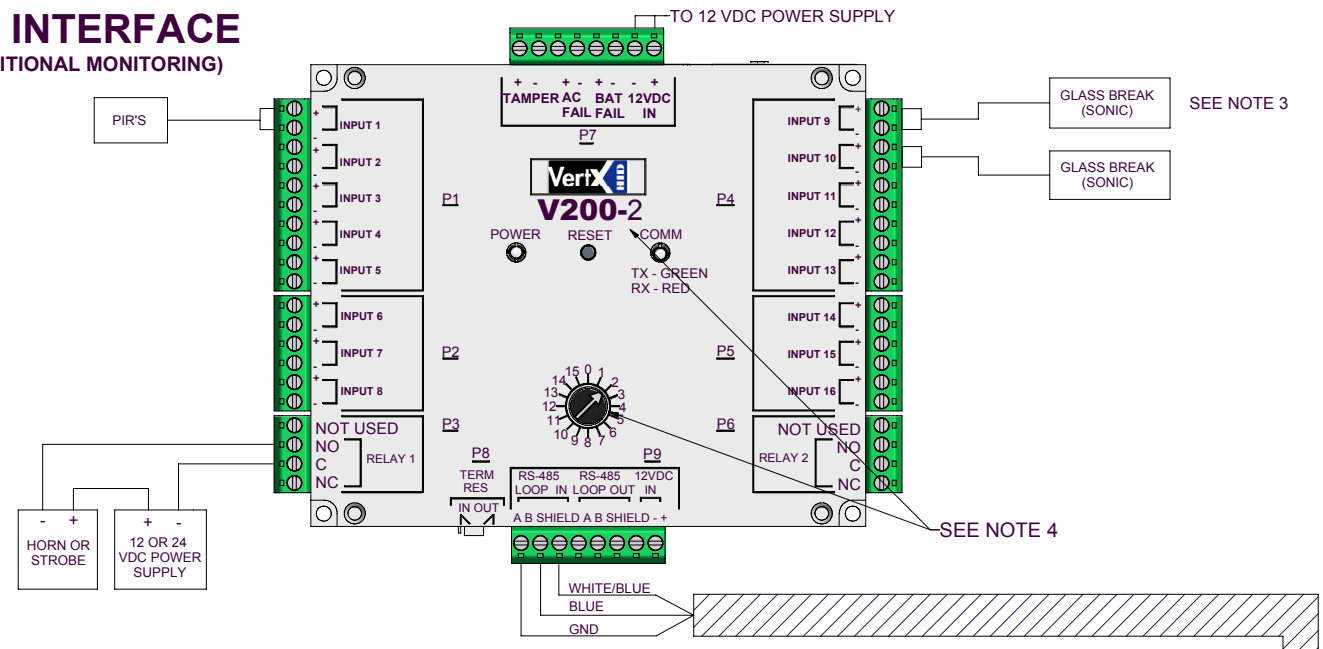 INTERFACE
ITIONAL MONITORING)
TO 12 VDC POWER SUPPLY
+ - + - + - - +
TAMPER AC FAIL BAT FAIL 12VDC IN
P7
PIR'S
GLASS BREAK (SONIC)
SEE NOTE 3
GLASS BREAK (SONIC)
+ INPUT 1 -
+ INPUT 2 -
+ INPUT 3 -
+ INPUT 4 -
+ INPUT 5 -
P1
VertX HID
V200-2
POWER RESET COMM
TX - GREEN
RX - RED
P4
INPUT 9 + -
INPUT 10 + -
INPUT 11 + -
INPUT 12 + -
INPUT 13 + -
+ INPUT 6 -
+ INPUT 7 -
+ INPUT 8 -
P2
P5
INPUT 14 + -
INPUT 15 + -
INPUT 16 + -
0 1 2 3 4 5 6 7 8 9 10 11 12 13 14 15
P3
NOT USED
NO
C
NC
RELAY 1
P6
NOT USED
NO
C
NC
RELAY 2
P8
TERM RES
IN OUT
P9
RS-485 LOOP IN
RS-485 LOOP OUT
12VDC IN
A B SHIELD A B SHIELD - +
SEE NOTE 4
- +
HORN OR STROBE
+ -
12 OR 24 VDC POWER SUPPLY
WHITE/BLUE
BLUE
GND